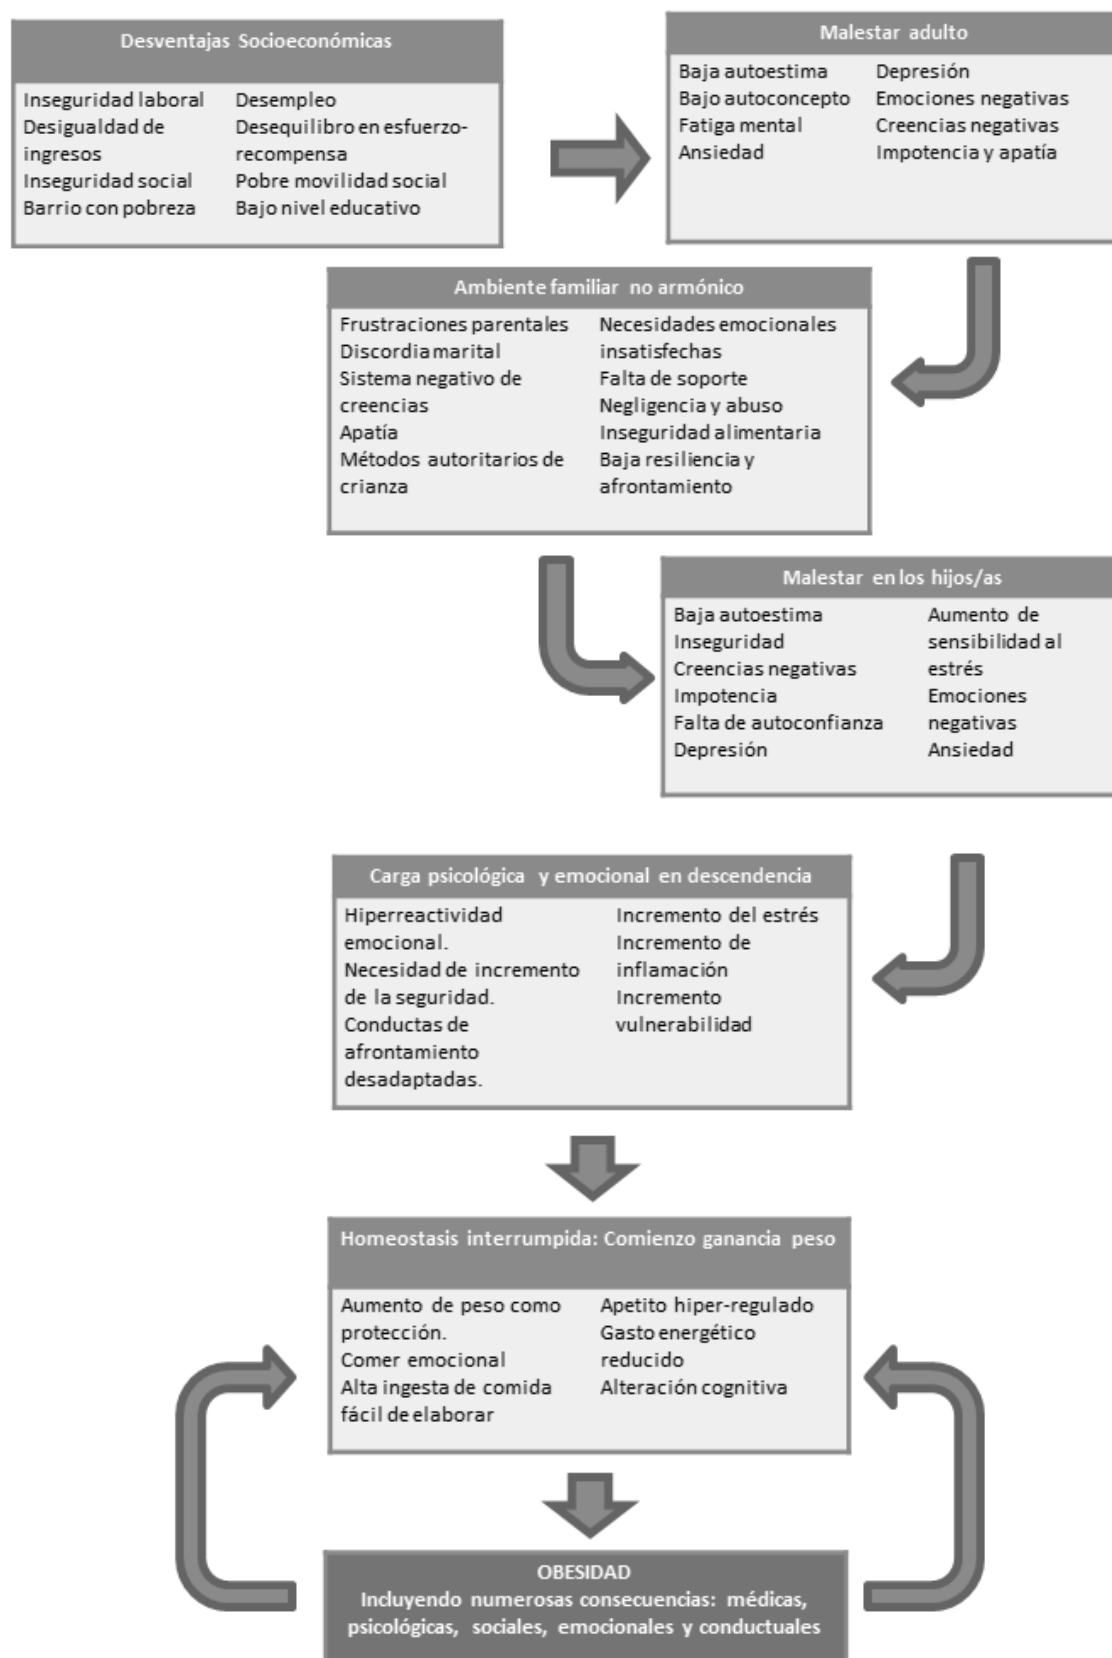 Desventajas Socioeconómicas
Inseguridad laboral
Desigualdad de
ingresos
Inseguridad social
Barrio con pobreza
Desempleo
Desequilibro en esfuerzo-
recompensa
Pobre movilidad social
Bajo nivel educativo
Malestar adulto
Baja autoestima
Bajo autoconcepto
Fatiga mental
Ansiedad
Depresión
Emociones negativas
Creencias negativas
Impotencia y apatía
Ambiente familiar no armónico
Frustraciones parentales
Discordia marital
Sistema negativo de
creencias
Apatía
Métodos autoritarios de
crianza
Necesidades emocionales
insatisfechas
Falta de soporte
Negligencia y abuso
Inseguridad alimentaria
Baja resiliencia y
afrontamiento
Malestar en los hijos/as
Baja autoestima
Inseguridad
Creencias negativas
Impotencia
Falta de autoconfianza
Depresión
Aumento de
sensibilidad al
estrés
Emociones
negativas
Ansiedad
Carga psicológica y emocional en descendencia
Hiperreactividad
emocional.
Necesidad de incremento
de la seguridad.
Conductas de
afrontamiento
desadaptadas.
Incremento del estrés
Incremento de
inflamación
Incremento
vulnerabilidad
Homeostasis interrumpida: Comienzo ganancia peso
Aumento de peso como
protección.
Comer emocional
Alta ingesta de comida
fácil de elaborar
Apetito hiper-regulado
Gasto energético
reducido
Alteración cognitiva
OBESIDAD
Incluyendo numerosas consecuencias: médicas,
psicológicas, sociales, emocionales y conductuales